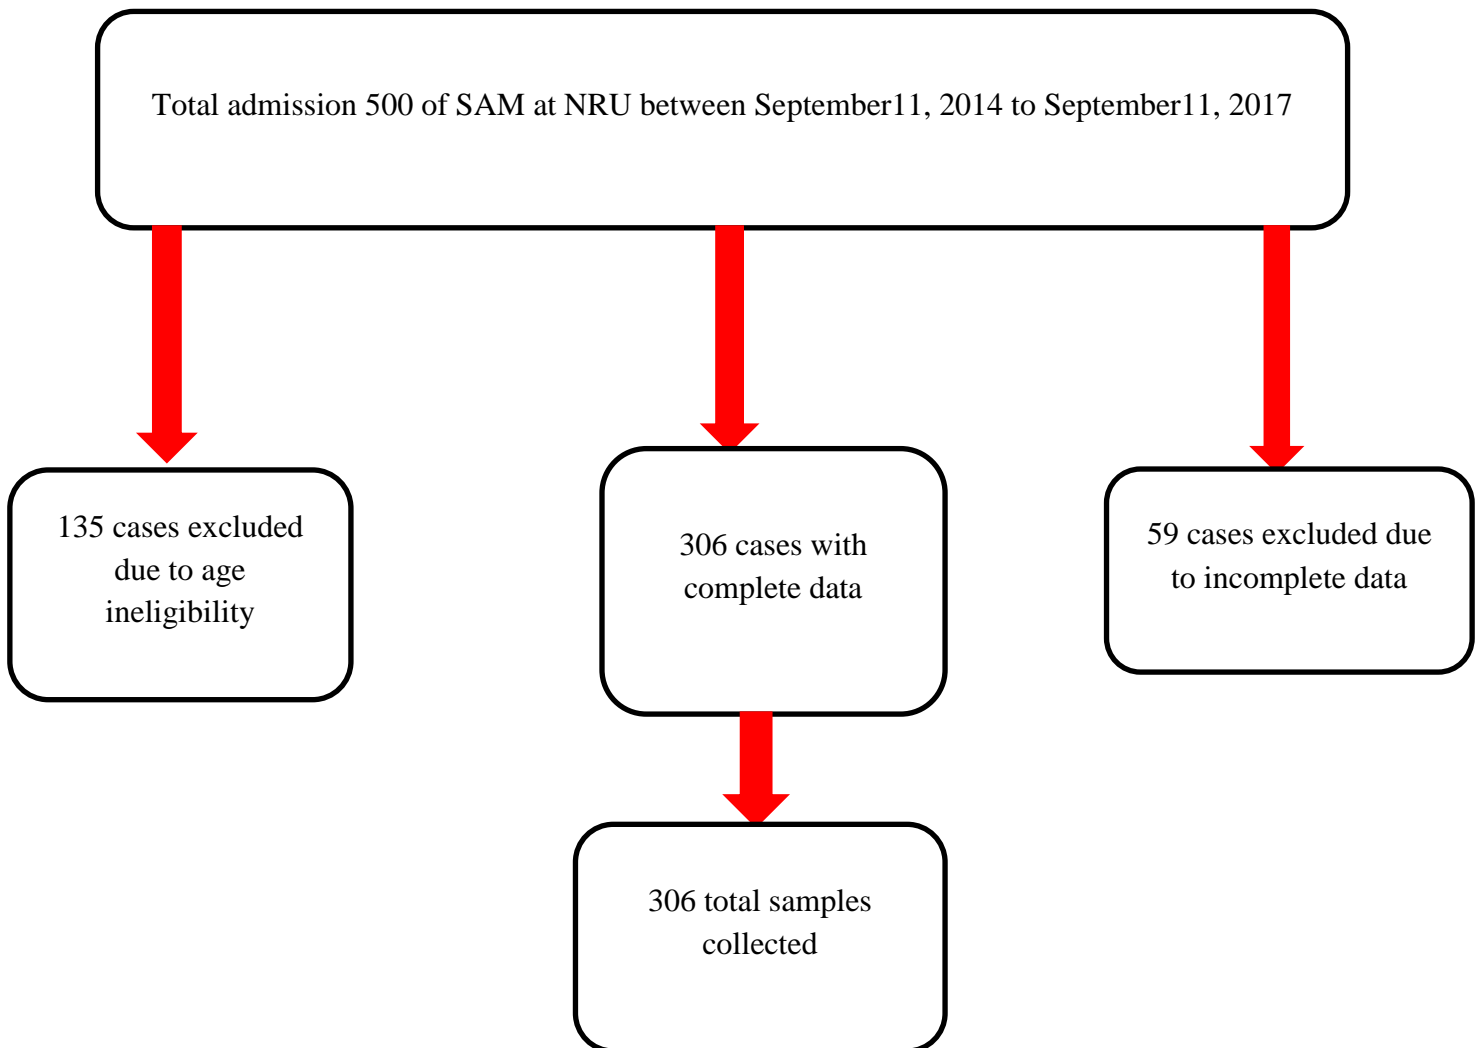 Total admission 500 of SAM at NRU between September11, 2014 to September11, 2017
135 cases excluded
due to age
ineligibility
306 cases with
complete data
59 cases excluded due
to incomplete data
306 total samples
collected